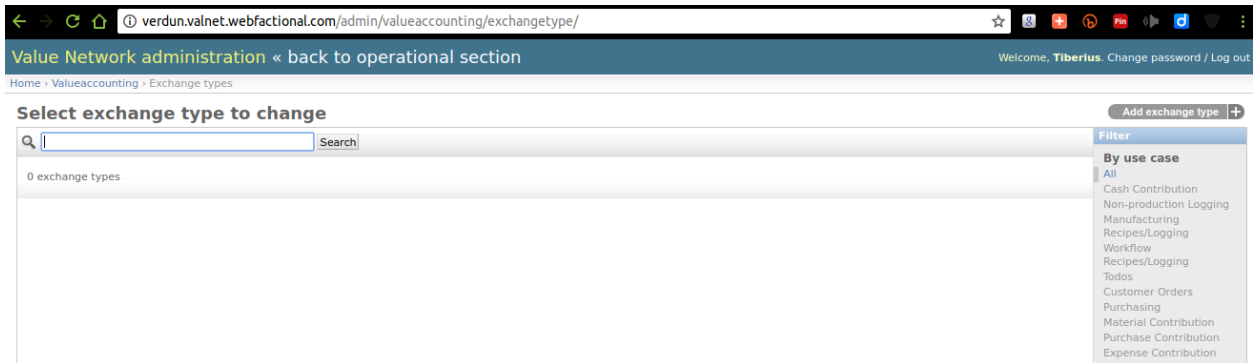 verdun.valnet.webfactional.com/admin/valueaccounting/exchangetype/
8
Pin
d
Value Network administration « back to operational section
Welcome, Tiberius. Change password / Log out
Home › Valueaccounting › Exchange types
Select exchange type to change
Add exchange type +
Search
Filter
0 exchange types
By use case
All
Cash Contribution
Non-production Logging
Manufacturing
Recipes/Logging
Workflow
Recipes/Logging
Todos
Customer Orders
Purchasing
Material Contribution
Purchase Contribution
Expense Contribution